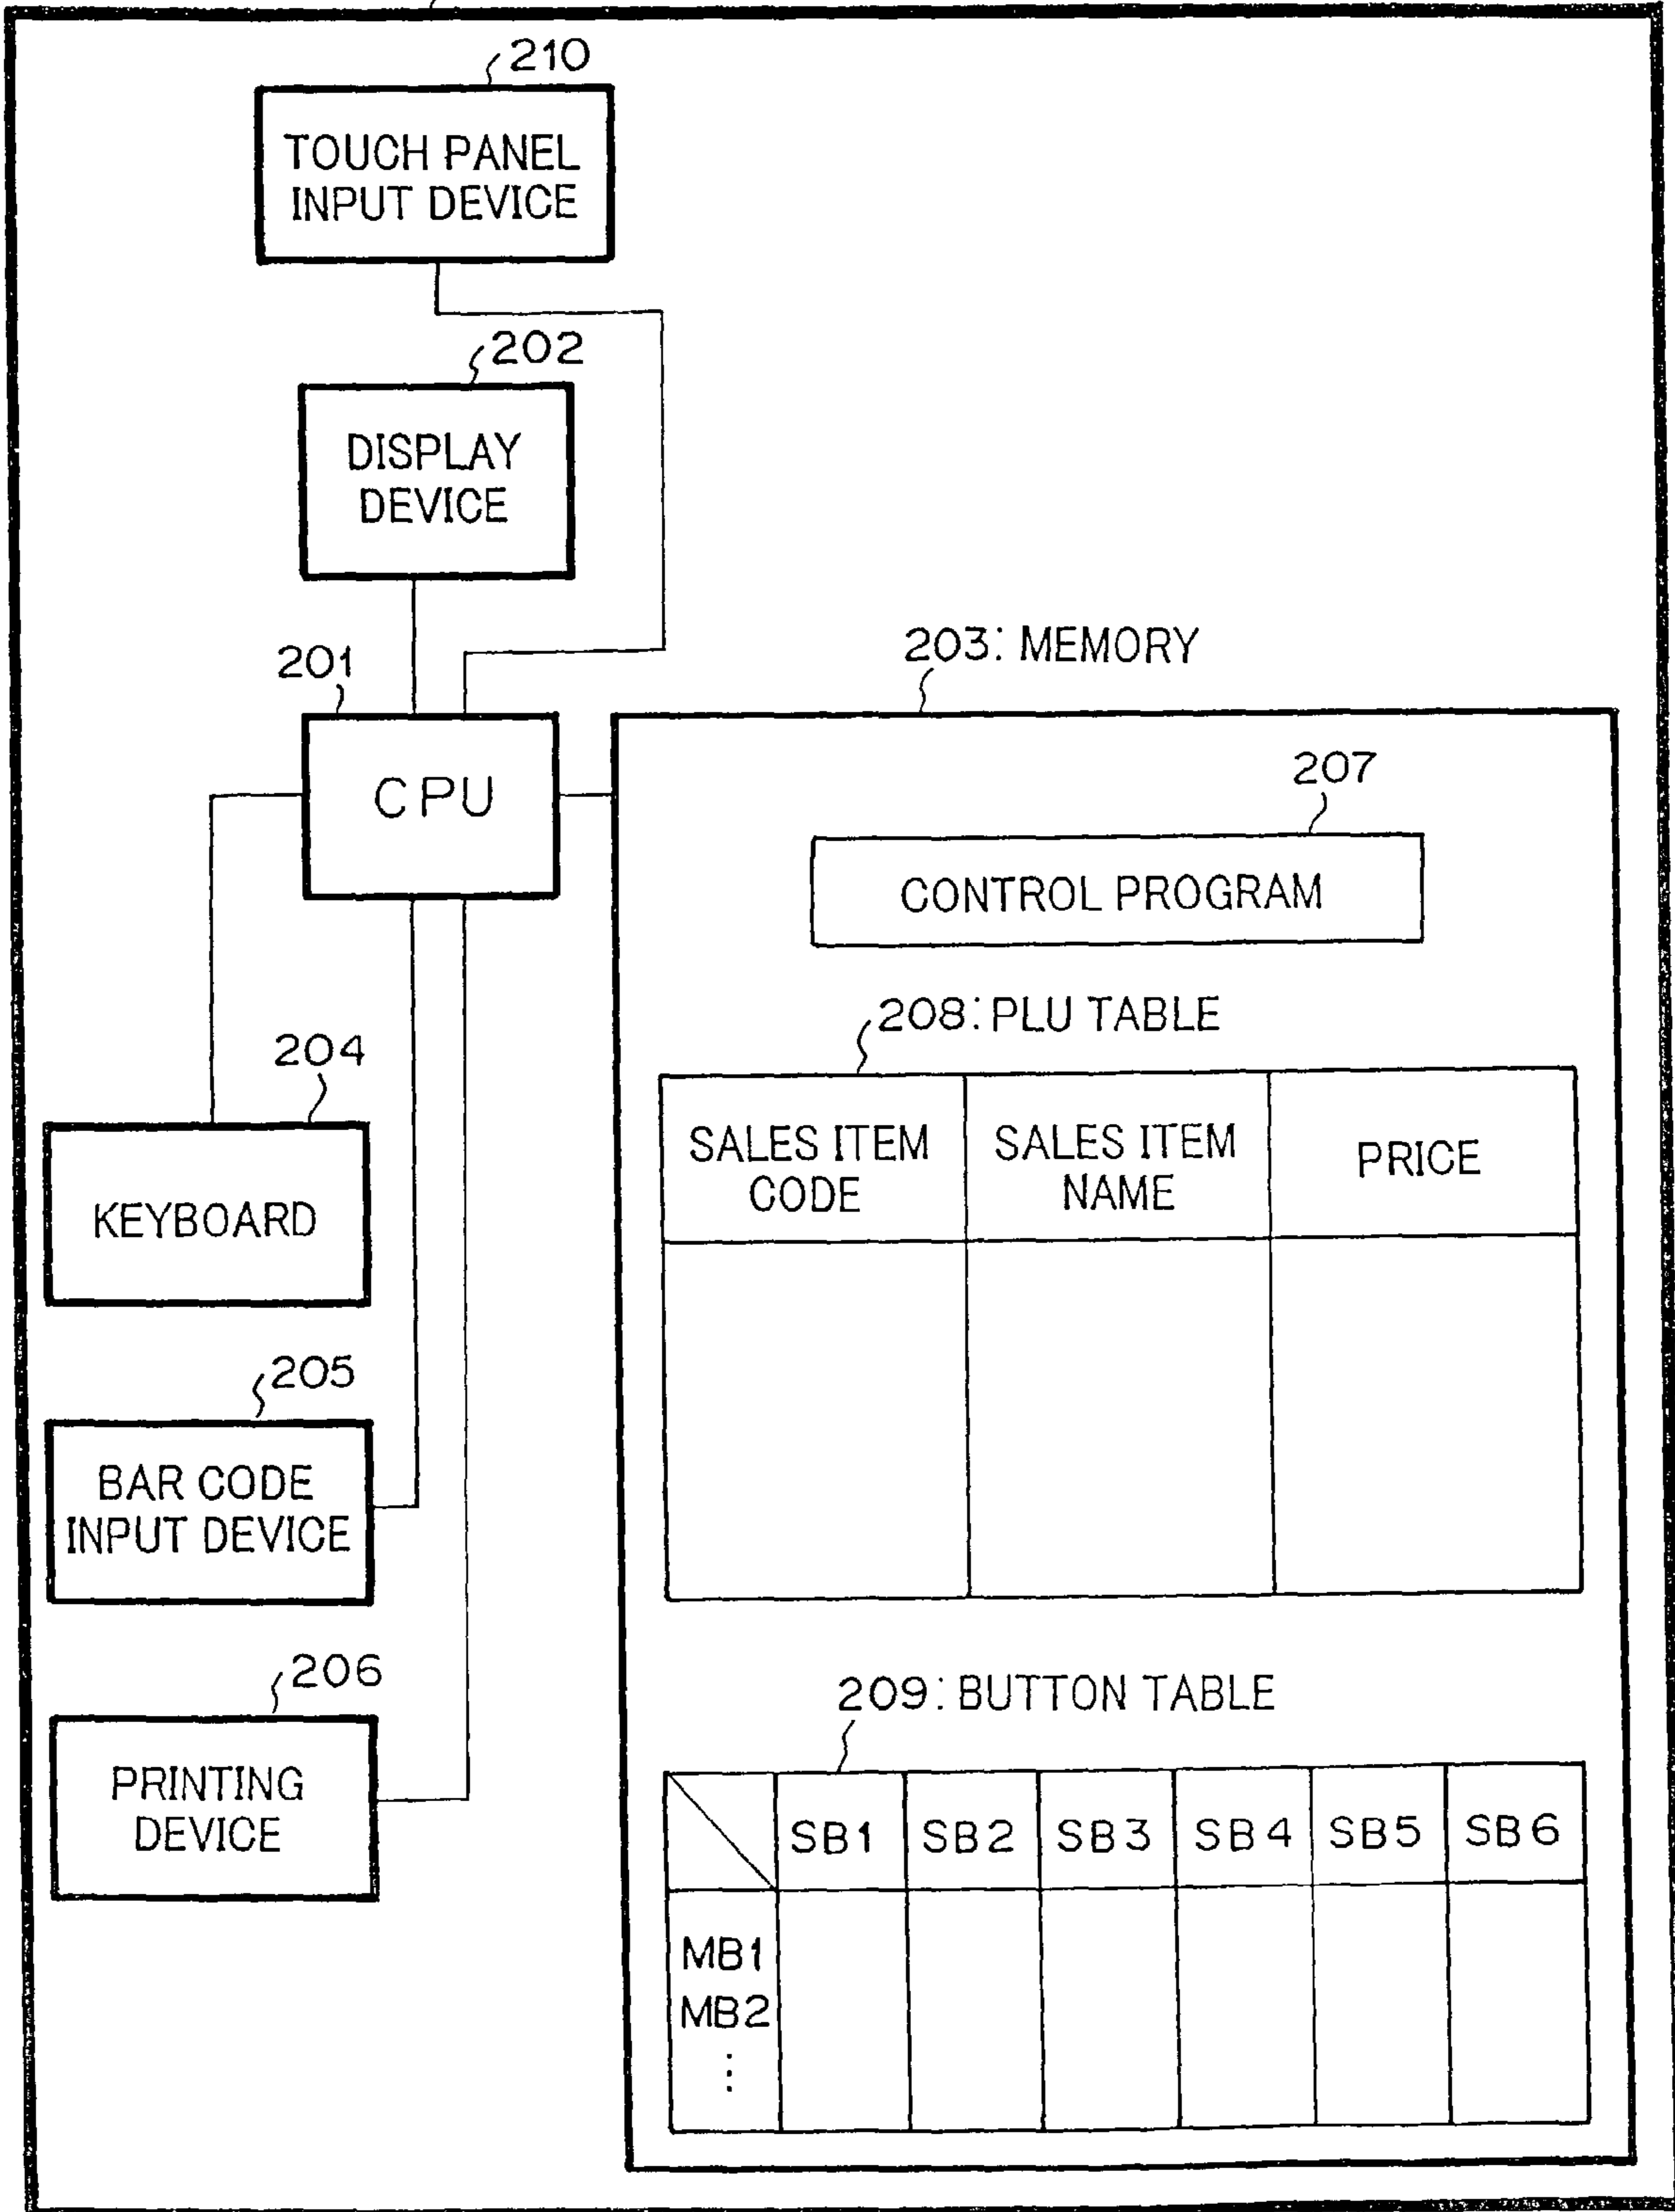 210
TOUCH PANEL
INPUT DEVICE
202
DISPLAY
DEVICE
201
CPU
203: MEMORY
207
CONTROL PROGRAM
208: PLU TABLE
SALES ITEM
CODE
SALES ITEM
NAME
PRICE
204
KEYBOARD
205
BAR CODE
INPUT DEVICE
206
PRINTING
DEVICE
209: BUTTON TABLE
SB1 SB2 SB3 SB4 SB5 SB6
MB1
MB2
⋮